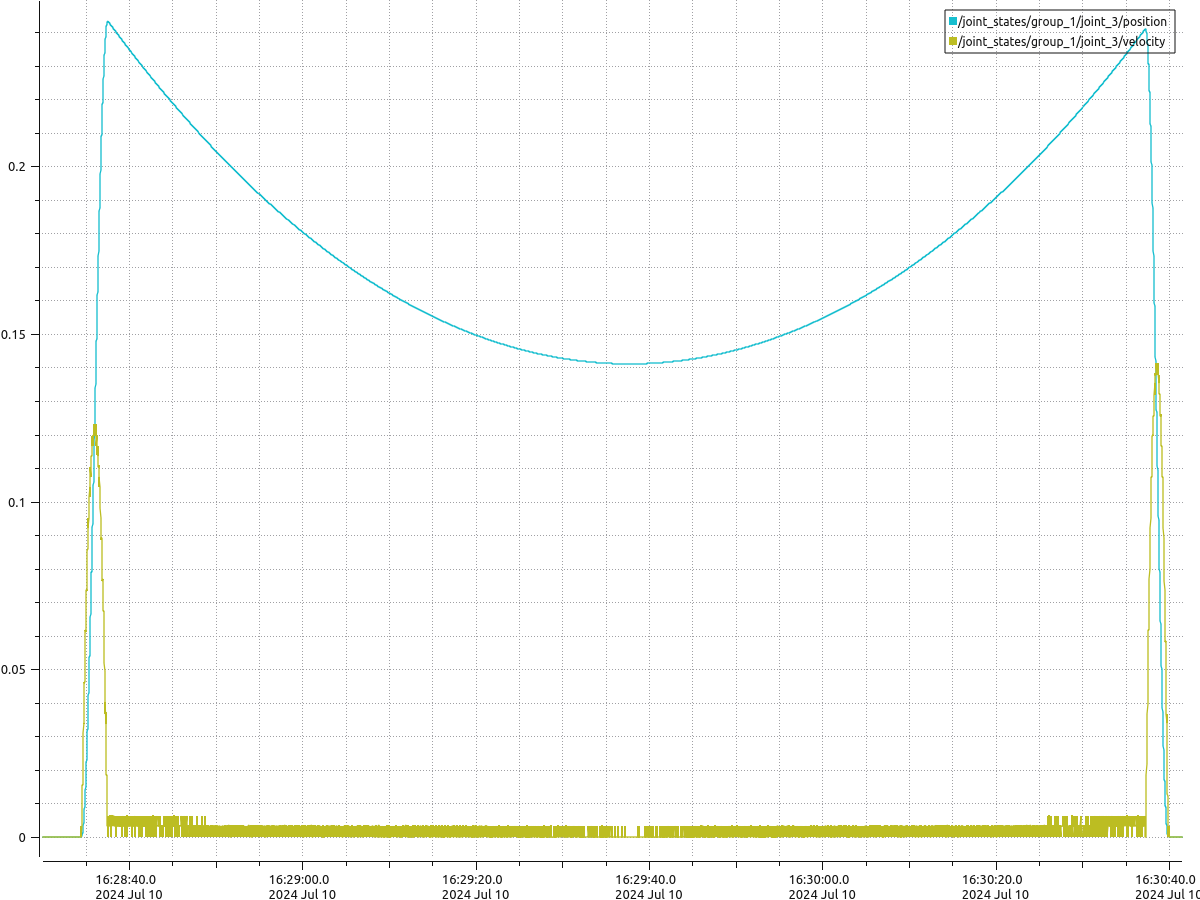 /joint_states/group_1/joint_3/position
/joint_states/group_1/joint_3/velocity
0.2
0.15
0.1
0.05
0
16:28:40.0
2024 Jul 10
16:29:00.0
2024 Jul 10
16:29:20.0
2024 Jul 10
16:29:40.0
2024 Jul 10
16:30:00.0
2024 Jul 10
16:30:20.0
2024 Jul 10
16:30:40.0
2024 Jul 10